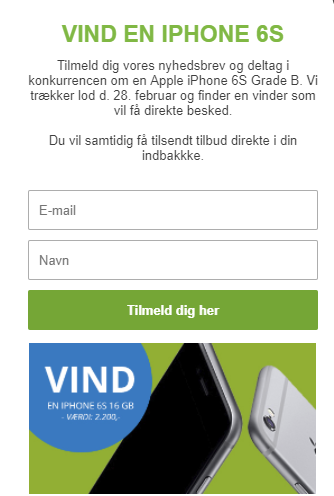 VIND EN IPHONE 6S
Tilmeld dig vores nyhedsbrev og deltag i
konkurrencen om en Apple iPhone 6S Grade B. Vi
trækker lod d. 28. februar og finder en vinder som
vil få direkte besked.
Du vil samtidig få tilsendt tilbud direkte i din
indbakkke.
E-mail
Navn
Tilmeld dig her
VIND
EN IPHONE 6S 16 GB
- VÆRDI: 2.200,-